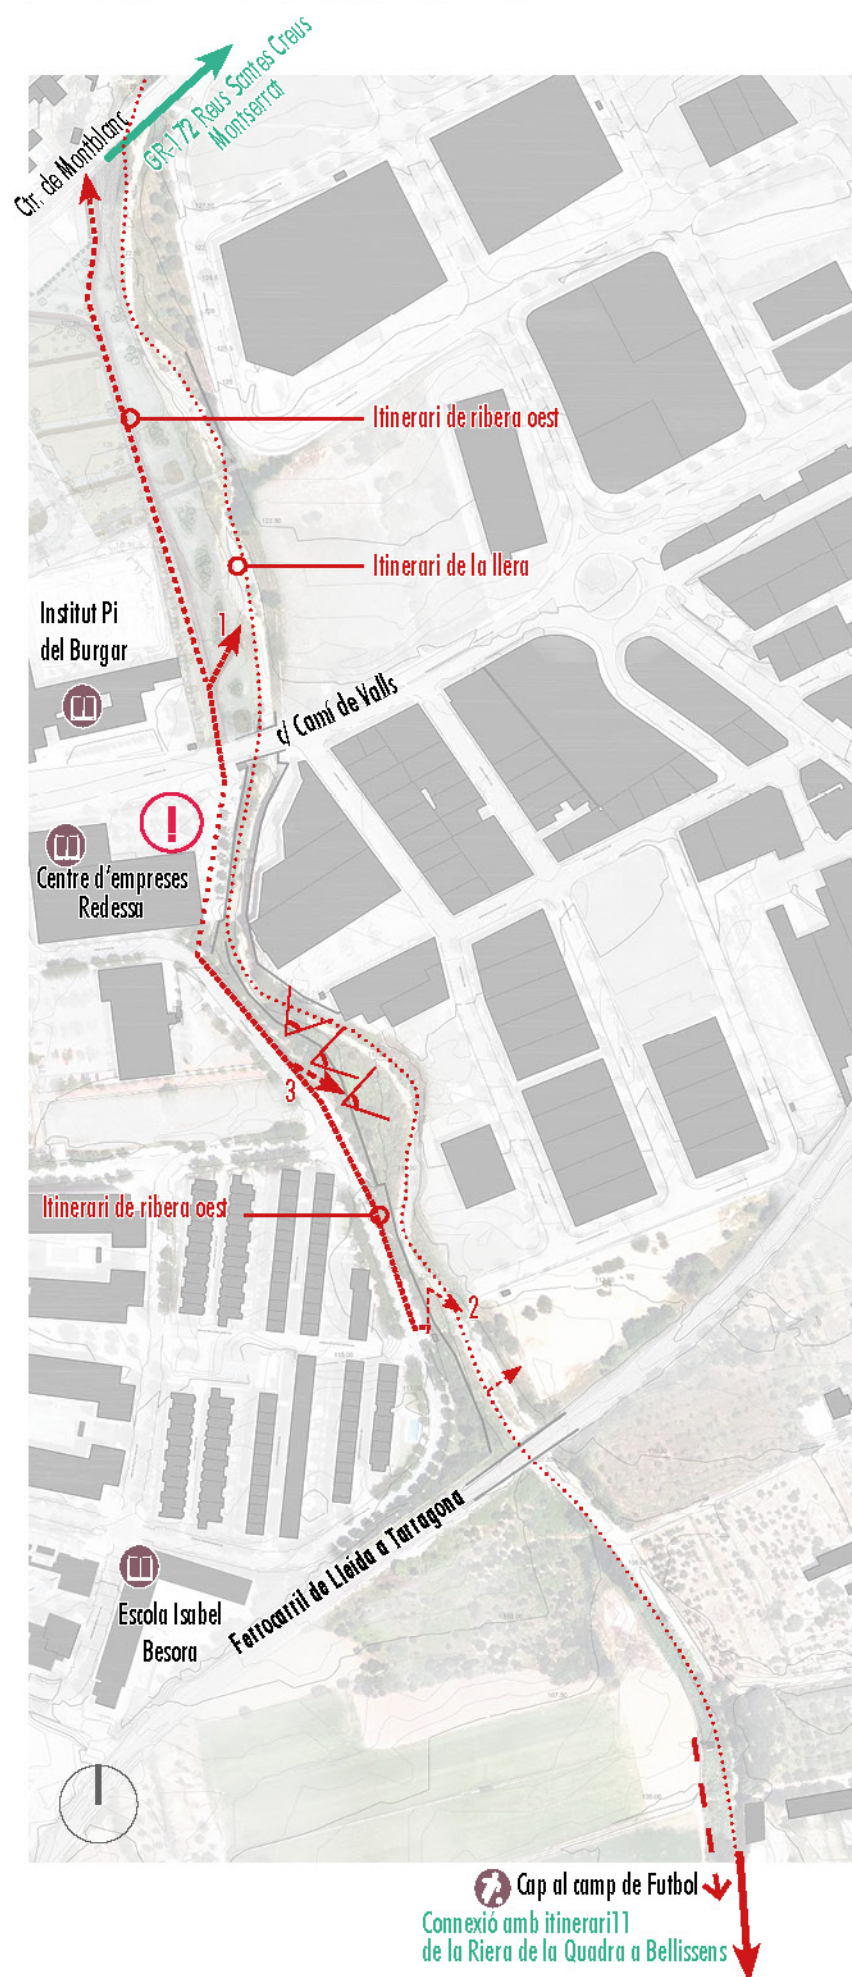 GR-172 Reus Santes Creus
Montserrat
Ctr. de Montblanc
Itinerari de ribera oest
Itinerari de la llera
Institut Pi
del Burgar
1
c/ Camí de Valls
!
Centre d'empreses
Redessa
3
Itinerari de ribera oest
2
Ferrocarril de Lleida a Tarragona
Escola Isabel
Besora
Cap al camp de Futbol
Connexió amb itinerari11
de la Riera de la Quadra a Bellissens